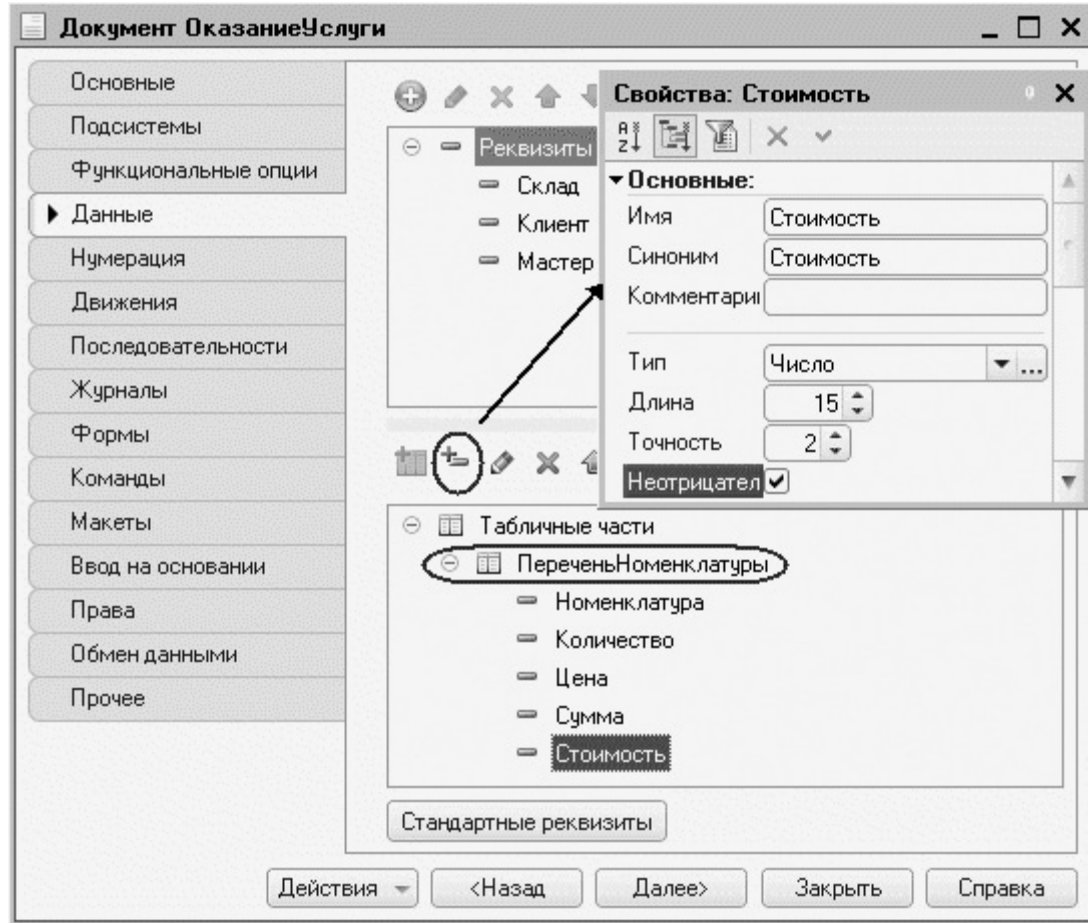 Документ ОказаниеУслуги
Основные
Подсистемы
Функциональные опции
Данные
Нумерация
Движения
Последовательности
Журналы
Формы
Команды
Макеты
Ввод на основании
Права
Обмен данными
Прочее
Реквизиты
Склад
Клиент
Мастер
Свойства: Стоимость
Основные:
Имя Стоимость
Синоним Стоимость
Комментари
Тип Число ...
Длина 15
Точность 2
Неотрицател
Табличные части
ПереченьНоменклатуры
Номенклатура
Количество
Цена
Сумма
Стоимость
Стандартные реквизиты
Действия <Назад Далее> Закрыть Справка